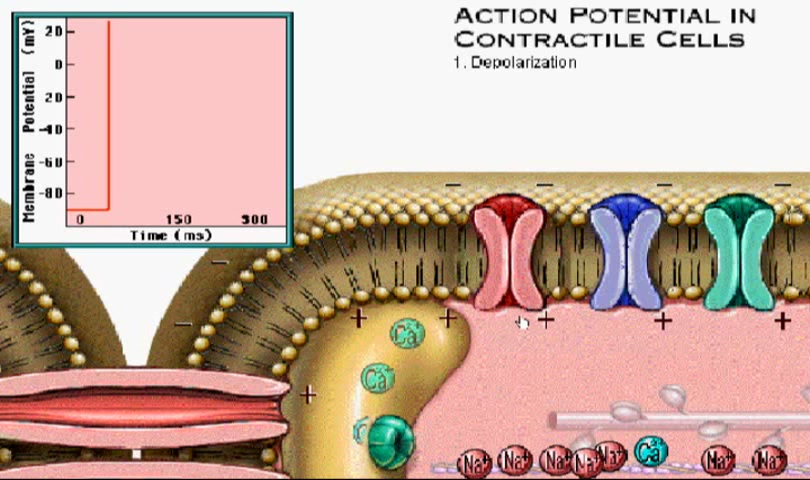 ACTION POTENTIAL IN
CONTRACTILE CELLS
1. Depolarization
Membrane Potential (mV)
20
0
20
-40
-60
-80
0 150 300
Time (ms)
Ca
Ca
Na+ Na+ Na+ Na+ Na+ Ca Na+ Na+